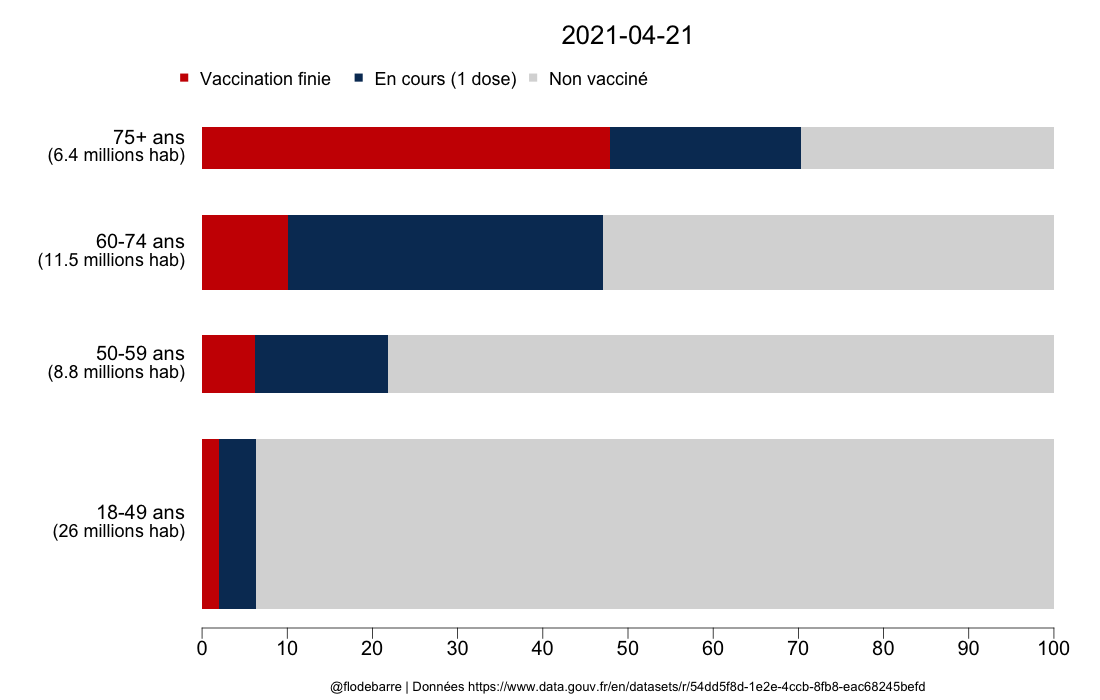 2021-04-21
Vaccination finie En cours (1 dose) Non vacciné
75+ ans
(6.4 millions hab)
60-74 ans
(11.5 millions hab)
50-59 ans
(8.8 millions hab)
18-49 ans
(26 millions hab)
0 10 20 30 40 50 60 70 80 90 100
@flodebarre | Données https://www.data.gouv.fr/en/datasets/r/54dd5f8d-1e2e-4ccb-8fb8-eac68245befd